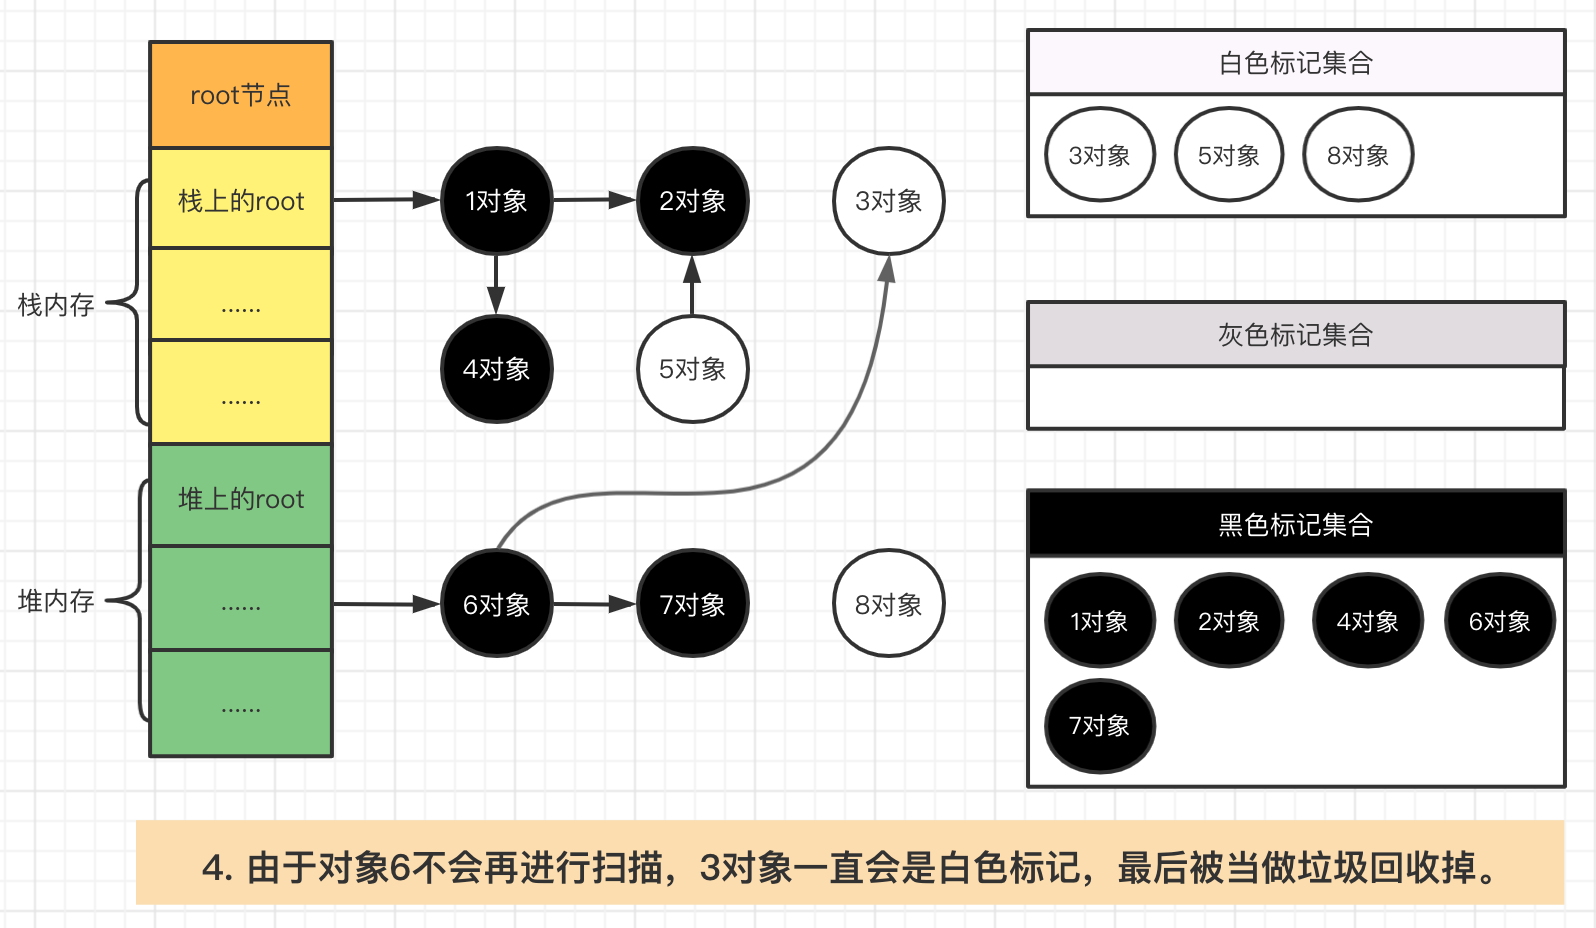 root节点
栈上的root
......
......
堆上的root
......
......
栈内存
堆内存
1对象
2对象
3对象
4对象
5对象
6对象
7对象
8对象
白色标记集合
3对象
5对象
8对象
灰色标记集合
黑色标记集合
1对象
2对象
4对象
6对象
7对象
4. 由于对象6不会再进行扫描，3对象一直会是白色标记，最后被当做垃圾回收掉。